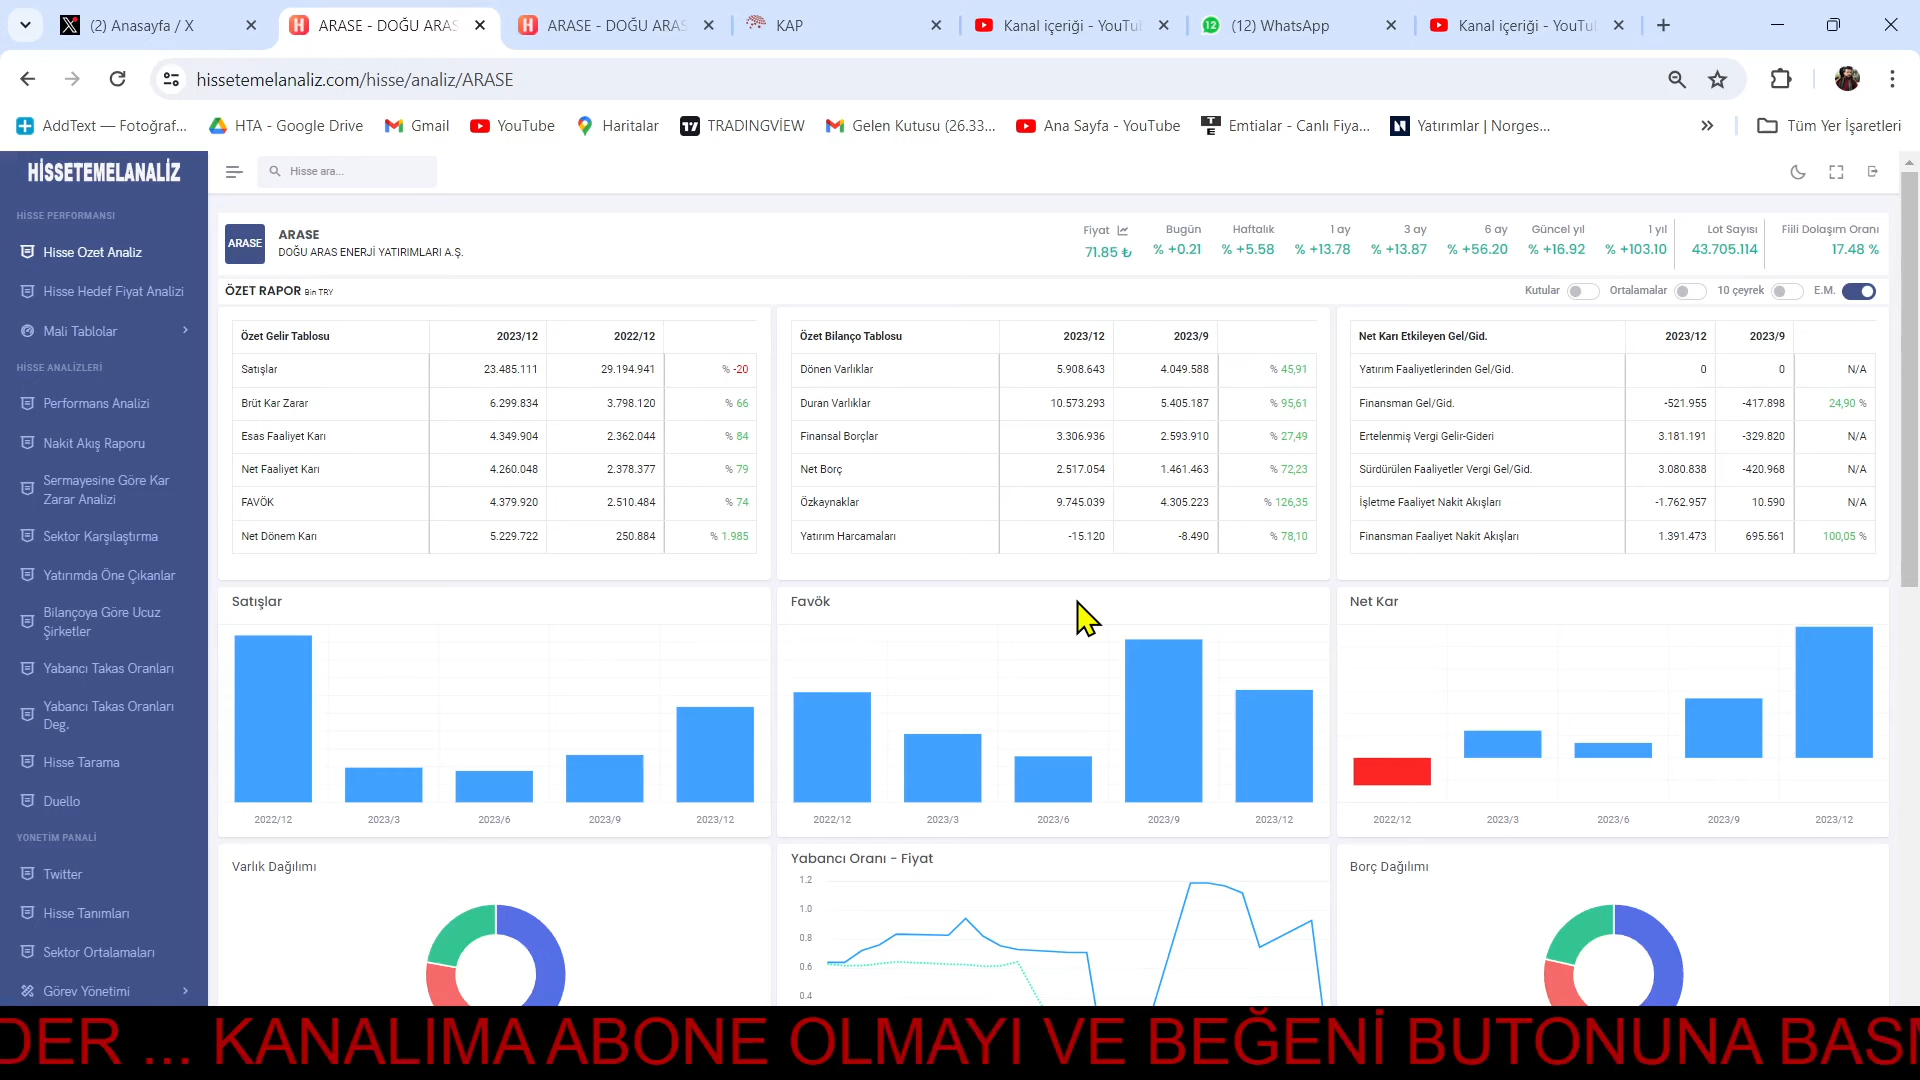 (2) Anasayfa / X
ARASE - DOĞU ARAS
ARASE - DOĞU ARAS
KAP
Kanal içeriği - YouTu
(12) WhatsApp
Kanal içeriği - YouTu
hissetemelanaliz.com/hisse/analiz/ARASE
AddText — Fotoğraf...
HTA - Google Drive
Gmail
YouTube
Haritalar
TRADINGVİEW
Gelen Kutusu (26.33...
Ana Sayfa - YouTube
Emtialar - Canlı Fiya...
Yatırımlar | Norges...
Tüm Yer İşaretleri
HİSSETEMELANALİZ
HİSSE PERFORMANSI
Hisse Özet Analiz
Hisse Hedef Fiyat Analizi
Mali Tablolar
HİSSE ANALİZLERİ
Performans Analizi
Nakit Akış Raporu
Sermayesine Göre Kar
Zarar Analizi
Sektör Karşılaştırma
Yatırımda Öne Çıkanlar
Bilançoya Göre Ucuz
Şirketler
Yabancı Takas Oranları
Yabancı Takas Oranları
Değ.
Hisse Tarama
Duello
YÖNETİM PANALİ
Twitter
Hisse Tanımları
Sektör Ortalamaları
Görev Yönetimi
Hisse ara...
ARASE
ARASE
DOĞU ARAS ENERJİ YATIRIMLARI A.Ş.
Fiyat Bugün Haftalık 1 ay 3 ay 6 ay Güncel yıl 1 yıl Lot Sayısı Fiili Dolaşım Oranı
71.85 ₺ % +0.21 % +5.58 % +13.78 % +13.87 % +56.20 % +16.92 % +103.10 43.705.114 17.48 %
ÖZET RAPOR Bin TRY
Kutular Ortalamalar 10 çeyrek E.M.
Özet Gelir Tablosu 2023/12 2022/12
Satışlar 23.485.111 29.194.941 % -20
Brüt Kar Zarar 6.299.834 3.798.120 % 66
Esas Faaliyet Karı 4.349.904 2.362.044 % 84
Net Faaliyet Karı 4.260.048 2.378.377 % 79
FAVÖK 4.379.920 2.510.484 % 74
Net Dönem Karı 5.229.722 250.884 % 1.985
Özet Bilanço Tablosu 2023/12 2023/9
Dönen Varlıklar 5.908.643 4.049.588 % 45,91
Duran Varlıklar 10.573.293 5.405.187 % 95,61
Finansal Borçlar 3.306.936 2.593.910 % 27,49
Net Borç 2.517.054 1.461.463 % 72,23
Özkaynaklar 9.745.039 4.305.223 % 126,35
Yatırım Harcamaları -15.120 -8.490 % 78,10
Net Karı Etkileyen Gel/Gid. 2023/12 2023/9
Yatırım Faaliyetlerinden Gel/Gid. 0 0 N/A
Finansman Gel/Gid. -521.955 -417.898 24,90 %
Ertelenmiş Vergi Gelir-Gideri 3.181.191 -329.820 N/A
Sürdürülen Faaliyetler Vergi Gel/Gid. 3.080.838 -420.968 N/A
İşletme Faaliyet Nakit Akışları -1.762.957 10.590 N/A
Finansman Faaliyet Nakit Akışları 1.391.473 695.561 100,05 %
Satışlar
2022/12 2023/3 2023/6 2023/9 2023/12
Favök
2022/12 2023/3 2023/6 2023/9 2023/12
Net Kar
2022/12 2023/3 2023/6 2023/9 2023/12
Varlık Dağılımı
Yabancı Oranı - Fiyat
1.2
1.0
0.8
0.6
0.4
Borç Dağılımı
DER ... KANALIMA ABONE OLMAYI VE BEĞENİ BUTONUNA BASM